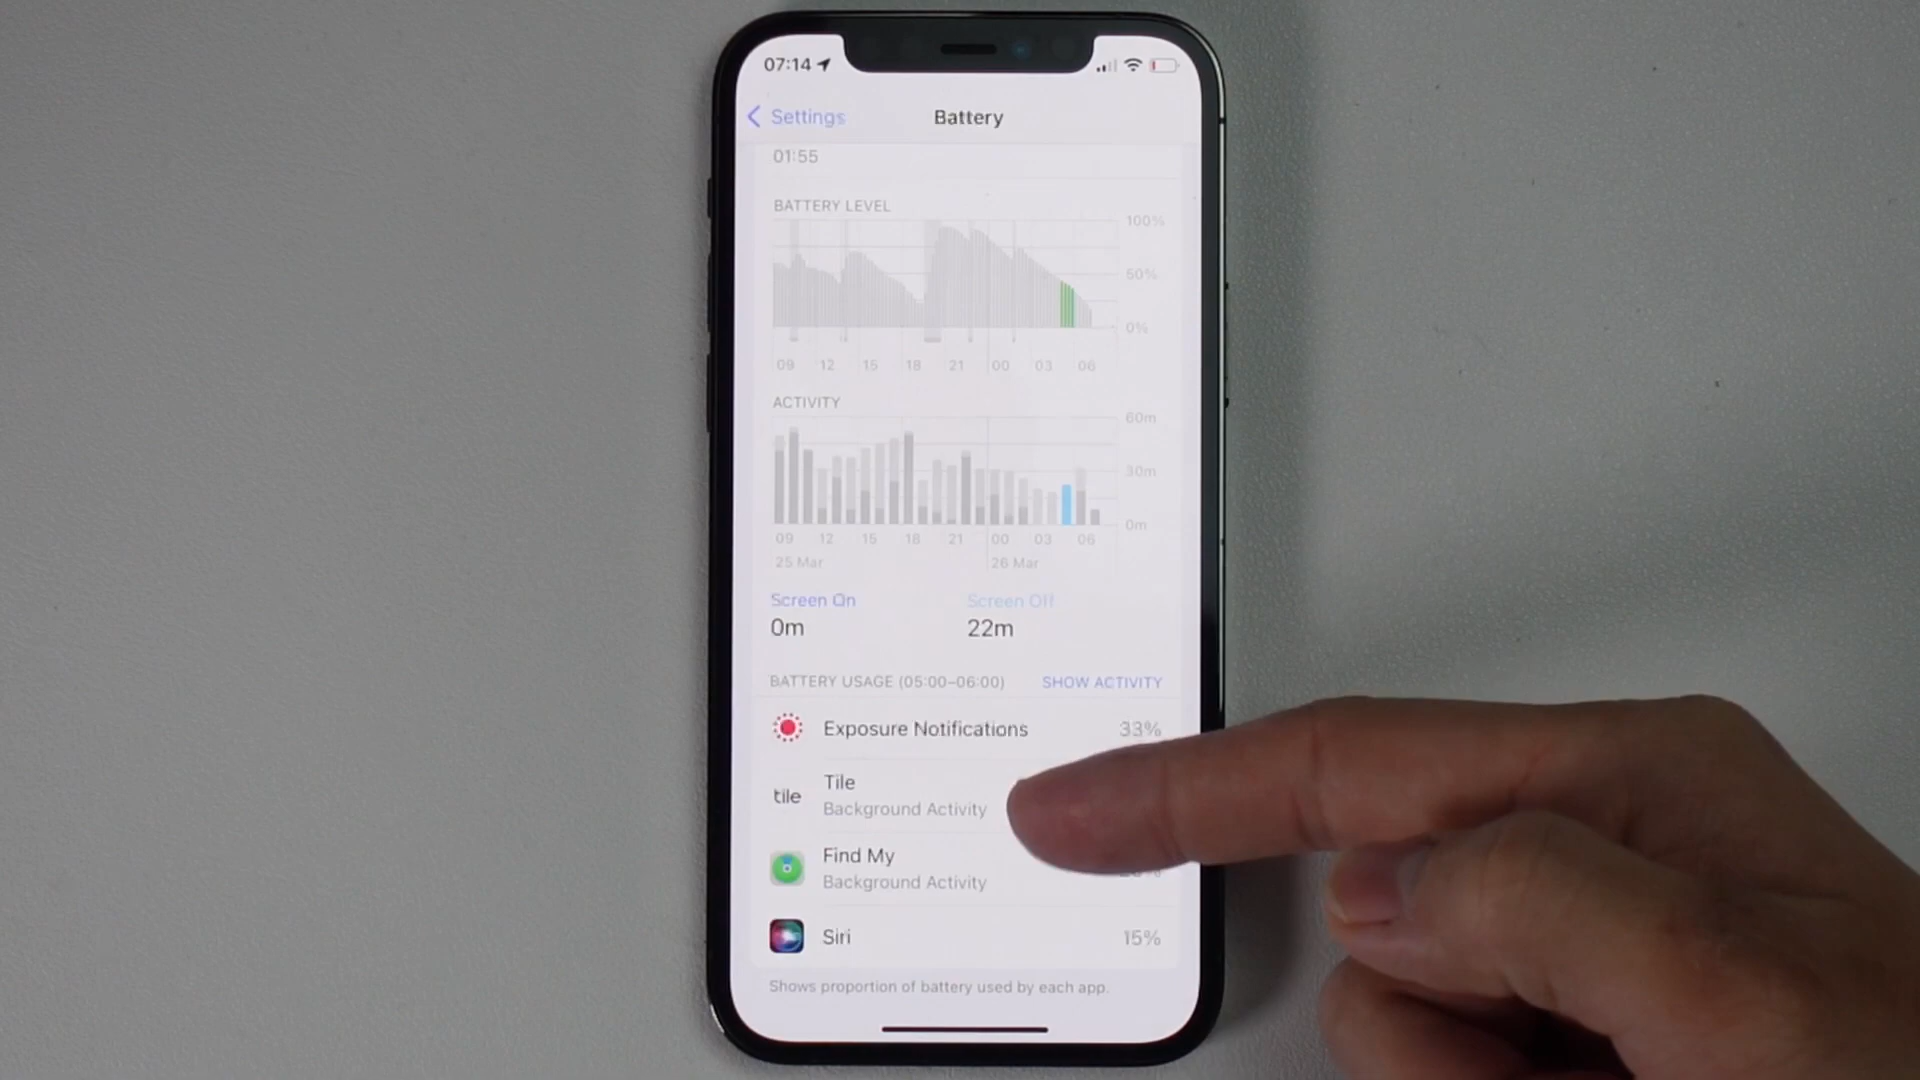 07:14
Settings
Battery
01:55
BATTERY LEVEL
100%
50%
0%
09 12 15 18 21 00 03 06
ACTIVITY
60m
30m
0m
09 12 15 18 21 00 03 06
25 Mar 26 Mar
Screen On Screen Off
0m 22m
BATTERY USAGE (05:00–06:00) SHOW ACTIVITY
Exposure Notifications 33%
tile
Tile
Background Activity
Find My
Background Activity
Siri 15%
Shows proportion of battery used by each app.